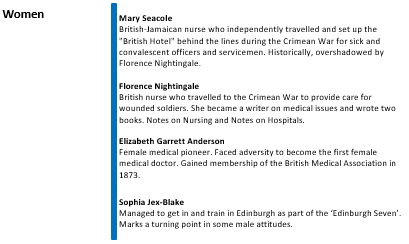 Women
Mary Seacole
British-Jamaican nurse who independently travelled and set up the
"British Hotel" behind the lines during the Crimean War for sick and
convalescent officers and servicemen. Historically, overshadowed by
Florence Nightingale.
Florence Nightingale
British nurse who travelled to the Crimean War to provide care for
wounded soldiers. She became a writer on medical issues and wrote two
books. Notes on Nursing and Notes on Hospitals.
Elizabeth Garrett Anderson
Female medical pioneer. Faced adversity to become the first female
medical doctor. Gained membership of the British Medical Association in
1873.
Sophia Jex-Blake
Managed to get in and train in Edinburgh as part of the ‘Edinburgh Seven’.
Marks a turning point in some male attitudes.